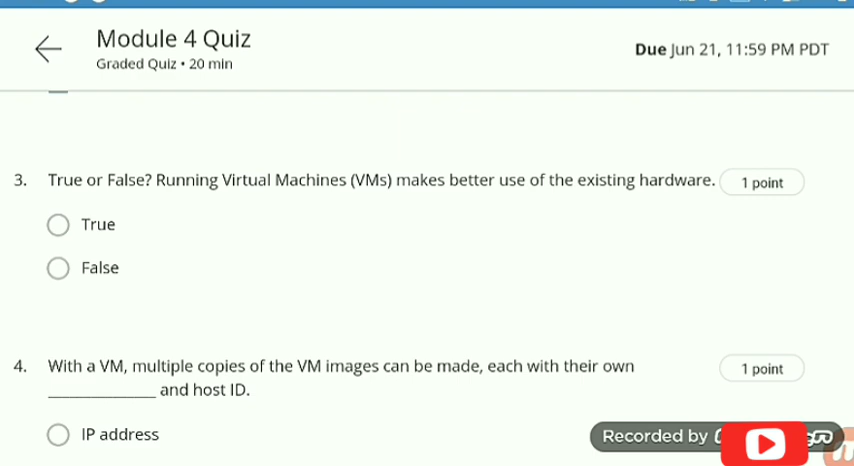 Module 4 Quiz
Due Jun 21, 11:59 PM PDT
Graded Quiz • 20 min
3. True or False? Running Virtual Machines (VMs) makes better use of the existing hardware. 1 point
True
False
4. With a VM, multiple copies of the VM images can be made, each with their own 1 point
____________ and host ID.
IP address
Recorded by